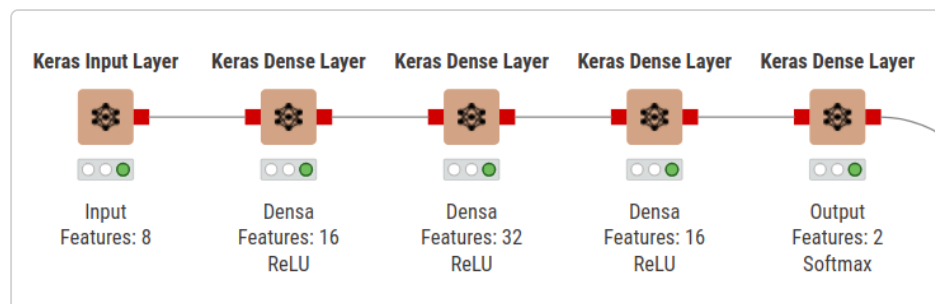 Keras Input Layer
Keras Dense Layer
Keras Dense Layer
Keras Dense Layer
Keras Dense Layer
Input
Features: 8
Densa
Features: 16
ReLU
Densa
Features: 32
ReLU
Densa
Features: 16
ReLU
Output
Features: 2
Softmax